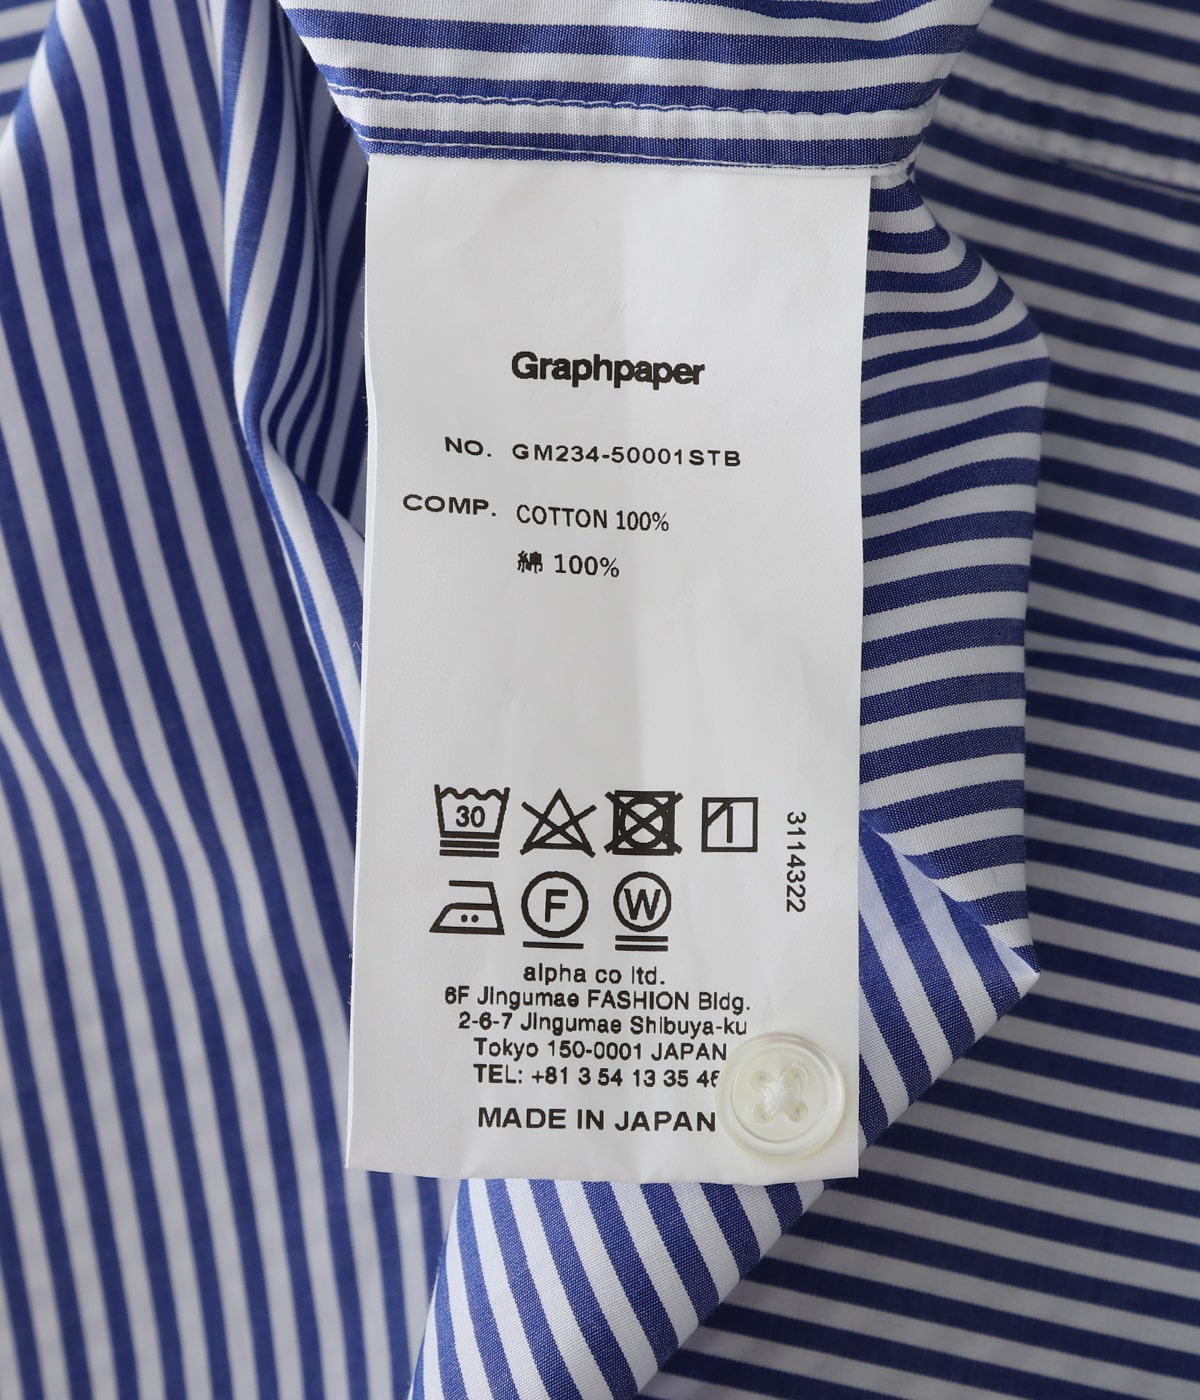 Graphpaper
NO. GM234-50001STB
COMP. COTTON 100%
綿 100%
30
3114322
F
W
alpha co ltd.
6F Jingumae FASHION Bldg.
2-6-7 Jingumae Shibuya-ku
Tokyo 150-0001 JAPAN
TEL: +81 3 54 13 35
MADE IN JAPAN